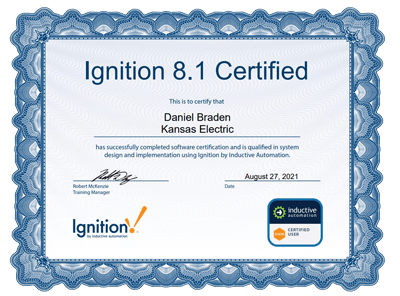 Ignition 8.1 Certified
This is to certify that
Daniel Braden
Kansas Electric
has successfully completed software certification and is qualified in system
design and implementation using Ignition by Inductive Automation.
August 27, 2021
Robert McKenzie
Training Manager
Date
Ignition!
by inductive automation
inductive
automation
CERTIFIED
USER